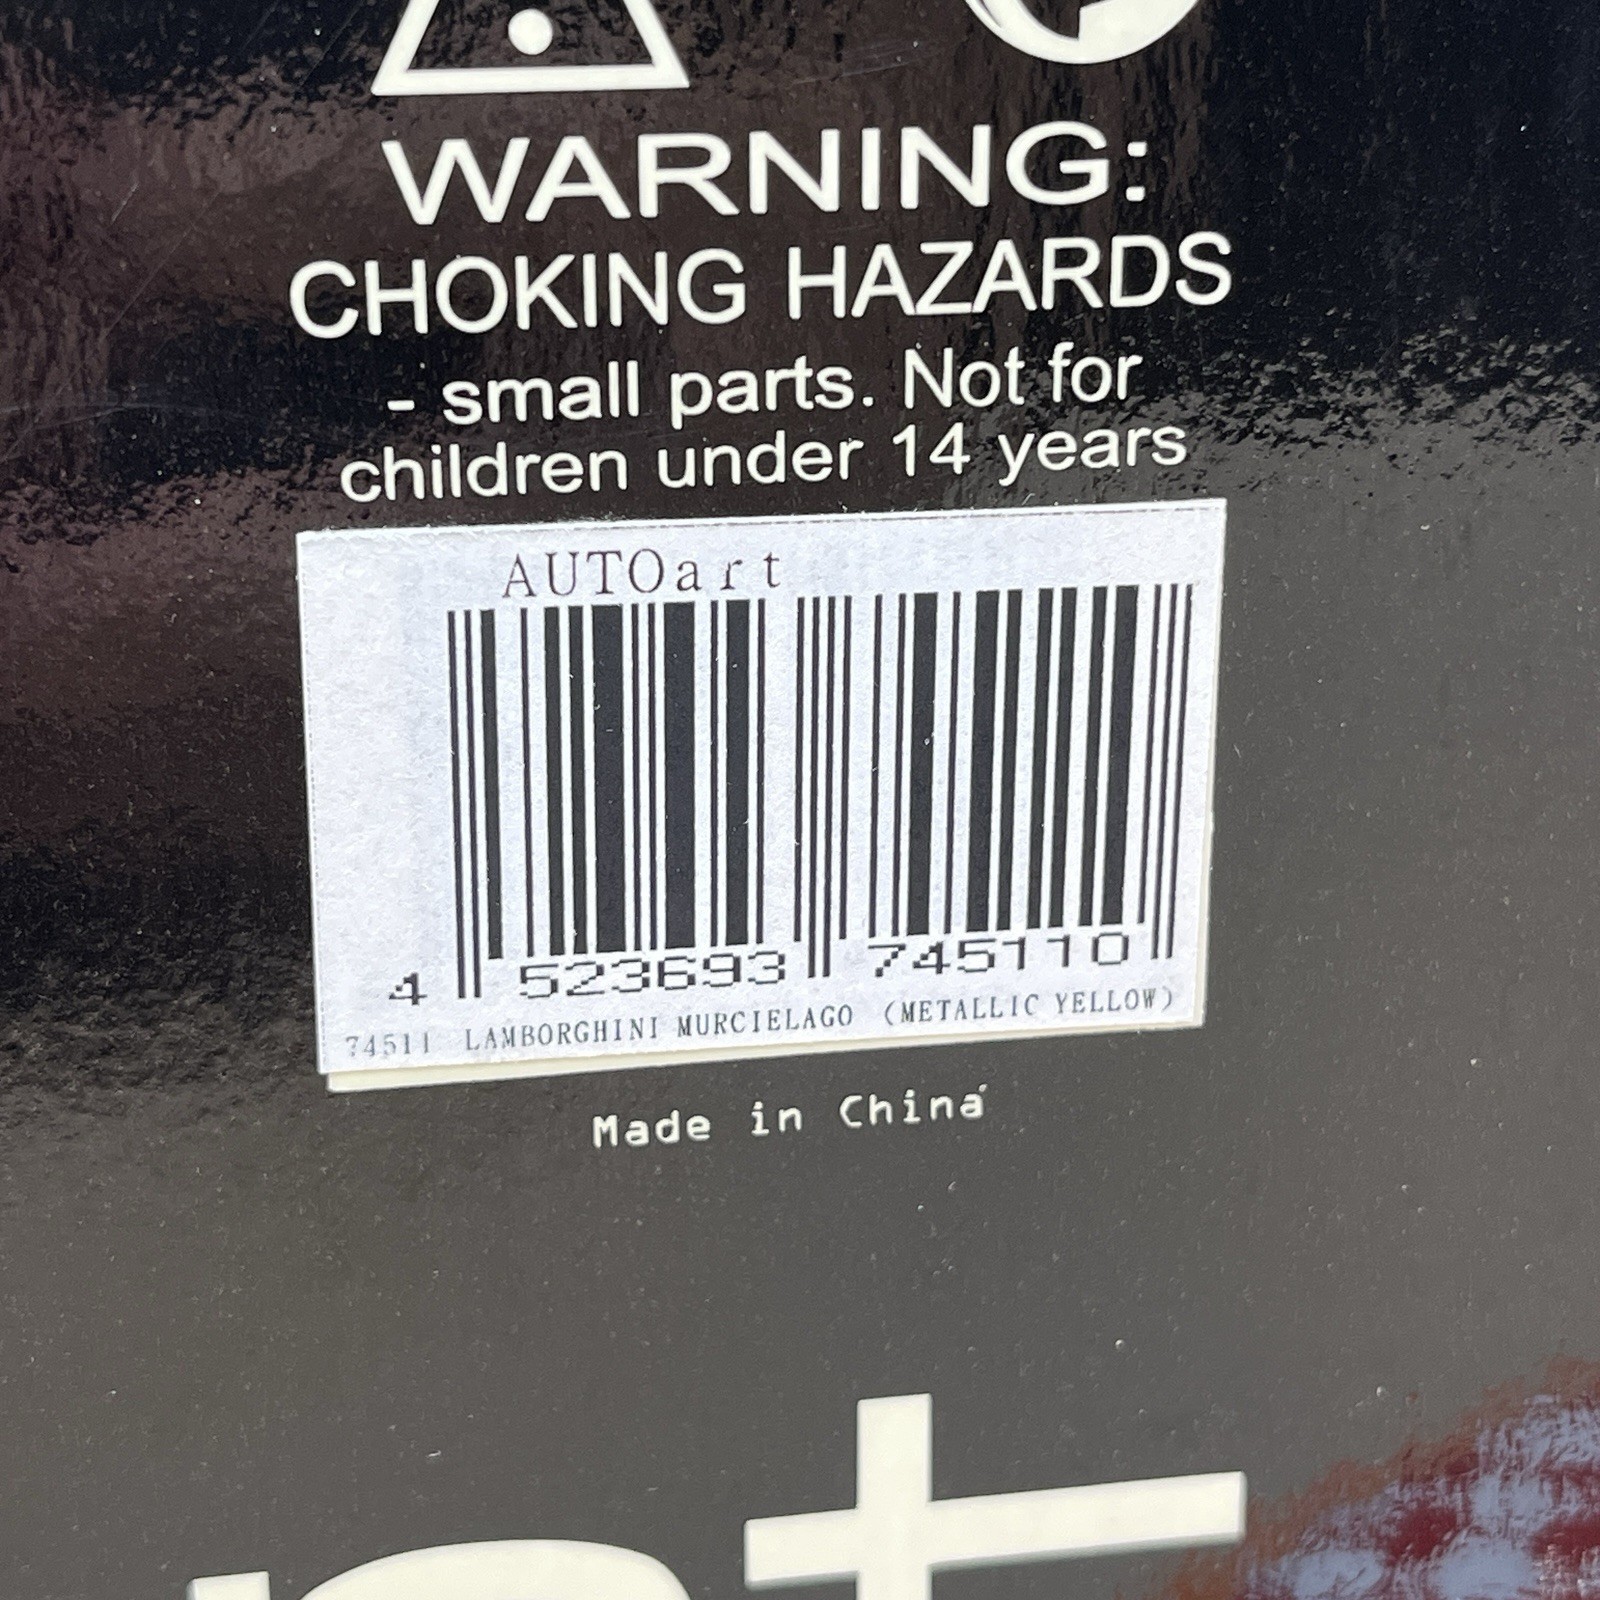 WARNING:
CHOKING HAZARDS
- small parts. Not for
children under 14 years
AUTOart
4 523693 745110
74511 LAMBORGHINI MURCIELAGO (METALLIC YELLOW)
Made in China